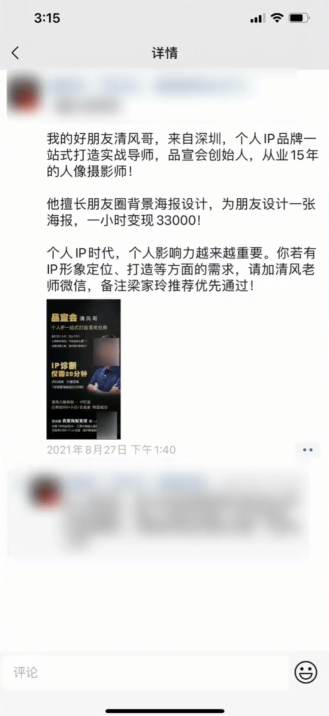 3:15
详情
我的好朋友清风哥，来自深圳，个人IP品牌一
站式打造实战导师，品宣会创始人，从业15年
的人像摄影师！
他擅长朋友圈背景海报设计，为朋友设计一张
海报，一小时变现33000！
个人IP时代，个人影响力越来越重要。你若有
IP形象定位、打造等方面的需求，请加清风老
师微信，备注梁家玲推荐优先通过！
品宣会 清风哥
个人IP一站式打造落地社群
IP诊断
仅需20分钟
2021年8月27日 下午1:40
评论